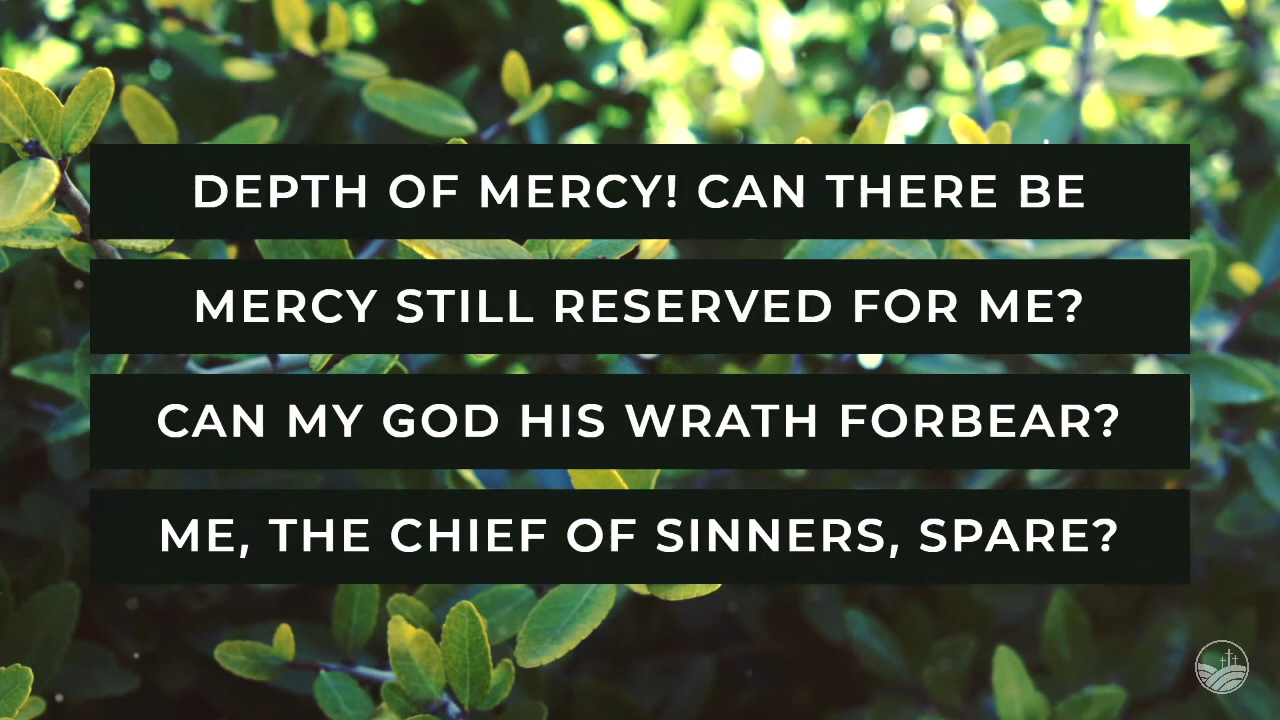 DEPTH OF MERCY! CAN THERE BE
MERCY STILL RESERVED FOR ME?
CAN MY GOD HIS WRATH FORBEAR?
ME, THE CHIEF OF SINNERS, SPARE?